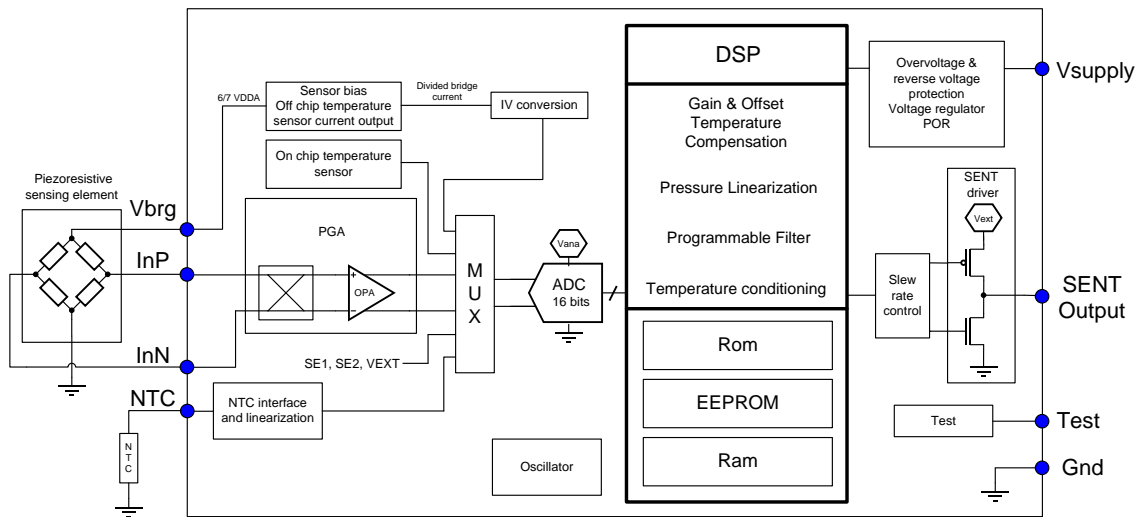 DSP
Overvoltage &
reverse voltage
protection
Voltage regulator
POR
Vsupply
6/7 VDDA
Sensor bias
Off chip temperature
sensor current output
Divided bridge
current
IV conversion
Gain & Offset
Temperature
Compensation
On chip temperature
sensor
Piezoresistive
sensing element
Vbrg
Pressure Linearization
SENT
driver
Vext
PGA
Programmable Filter
InP
OPA
M
U
X
Vana
ADC
16 bits
Temperature conditioning
Slew
rate
control
SENT
Output
InN
SE1, SE2, VEXT
Rom
NTC
NTC interface
and linearization
EEPROM
Test
Test
N
T
C
Oscillator
Ram
Gnd
+
−